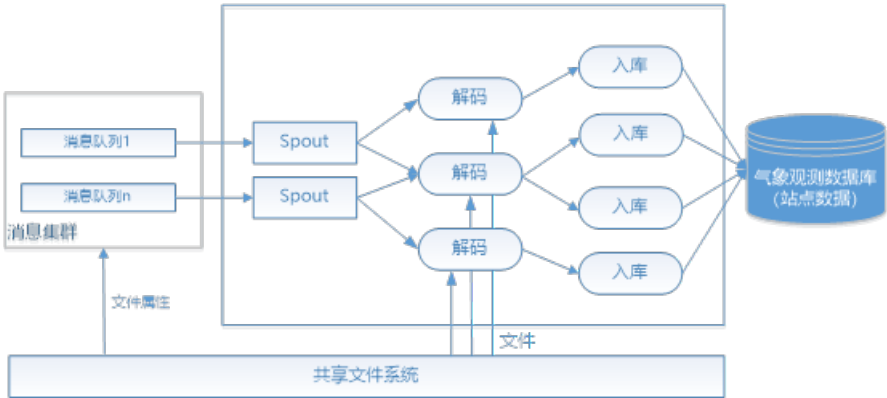 消息队列1
消息队列n
消息集群
文件属性
Spout
Spout
解码
解码
解码
入库
入库
入库
入库
气象观测数据库
(站点数据)
文件
共享文件系统